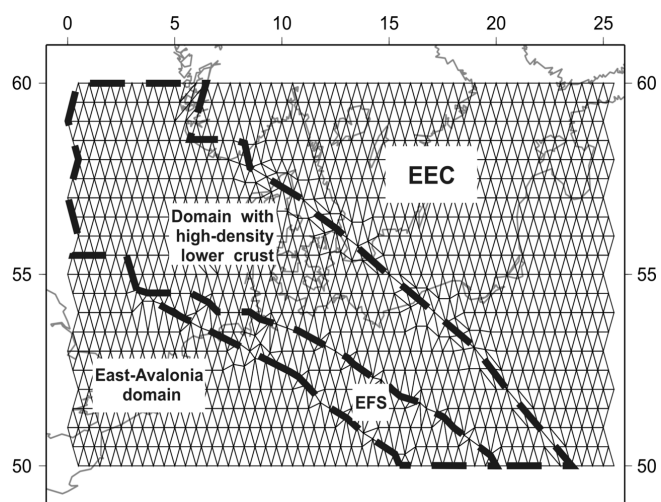 0 5 10 15 20 25
60 60
EEC
Domain with
high-density
lower crust
55 55
East-Avalonia
domain
EFS
50 50